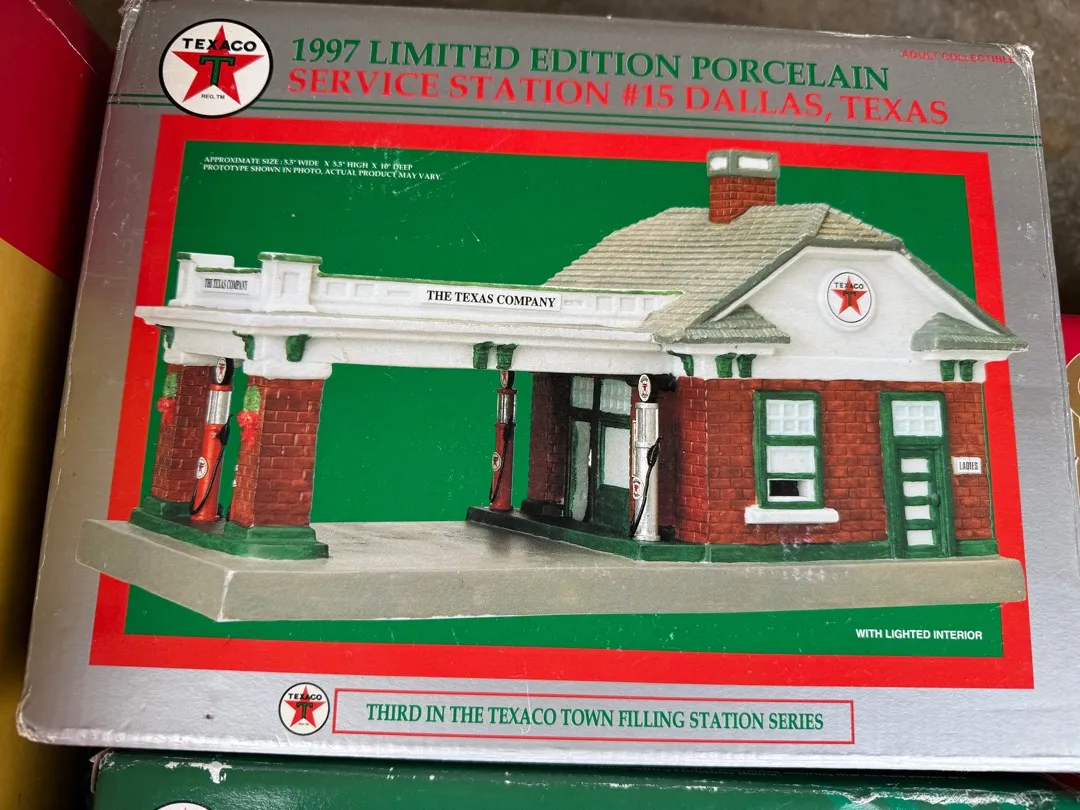 TEXACO
T
REG. TM
1997 LIMITED EDITION PORCELAIN
ADULT COLLECTIBLE
SERVICE STATION #15 DALLAS, TEXAS
APPROXIMATE SIZE : 5.5" WIDE X 5.5" HIGH X 10" DEEP
PROTOTYPE SHOWN IN PHOTO, ACTUAL PRODUCT MAY VARY.
THE TEXAS COMPANY
THE TEXAS COMPANY
TEXACO
T
LADIES
WITH LIGHTED INTERIOR
TEXACO
T
THIRD IN THE TEXACO TOWN FILLING STATION SERIES